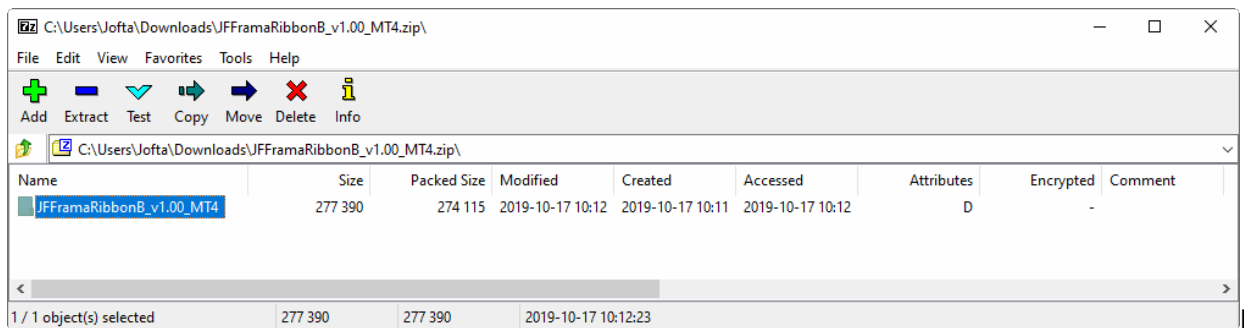 7z C:\Users\Jofta\Downloads\JFFramaRibbonB_v1.00_MT4.zip\
File Edit View Favorites Tools Help
Add Extract Test Copy Move Delete Info
C:\Users\Jofta\Downloads\JFFramaRibbonB_v1.00_MT4.zip\
Name Size Packed Size Modified Created Accessed Attributes Encrypted Comment
JFFramaRibbonB_v1.00_MT4 277 390 274 115 2019-10-17 10:12 2019-10-17 10:11 2019-10-17 10:12 D -
1 / 1 object(s) selected 277 390 277 390 2019-10-17 10:12:23